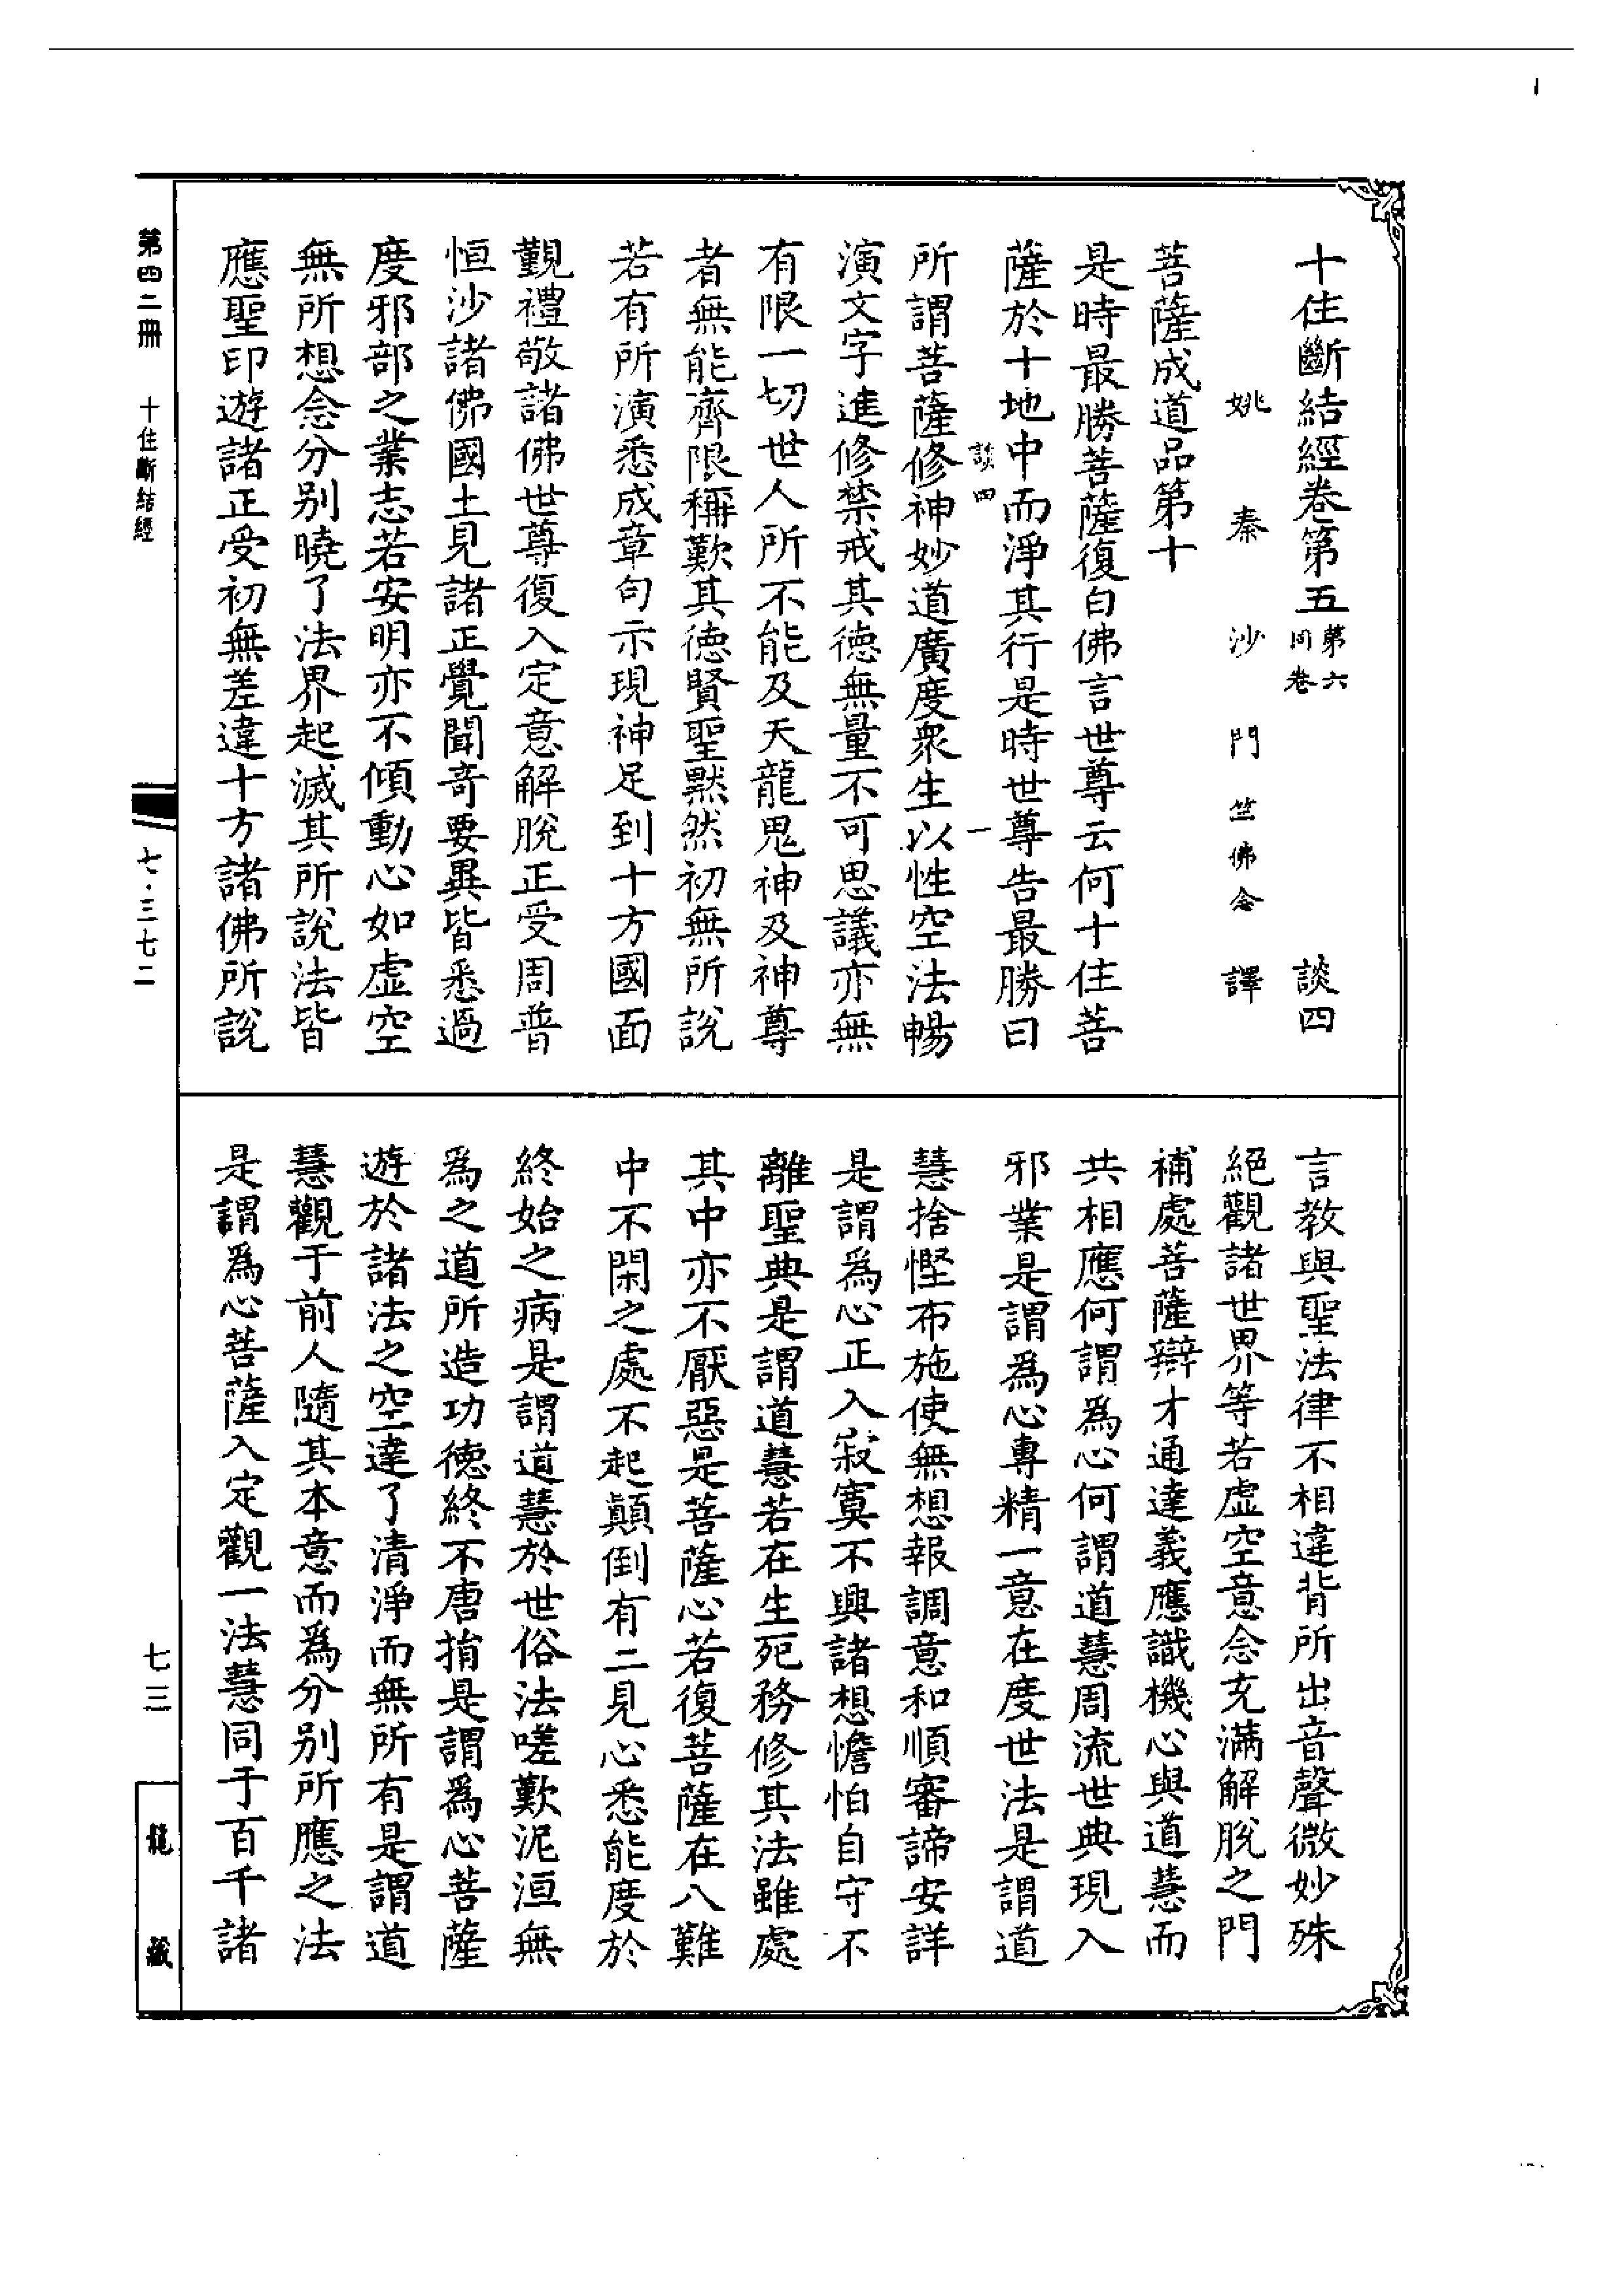 十住斷結經卷第五 第六同卷 談四
姚秦沙門竺佛念譯
菩薩成道品第十
是時最勝菩薩復白佛言世尊云何十住菩
薩於十地中而淨其行是時世尊告最勝曰
談四 一
所謂菩薩修神妙道廣度衆生以性空法暢
演文字進修禁戒其德無量不可思議亦無
有限一切世人所不能及天龍鬼神及神尊
者無能齊限稱歎其德賢聖默然初無所說
若有所演悉成章句示現神足到十方國面
覲禮敬諸佛世尊復入定意解脫正受周普
恒沙諸佛國土見諸正覺聞奇要異皆悉過
度邪部之業志若安明亦不傾動心如虛空
無所想念分別曉了法界起滅其所說法皆
應聖印遊諸正受初無差違十方諸佛所說
言教與聖法律不相違背所出音聲微妙殊
絕觀諸世界等若虛空意念充滿解脫之門
補處菩薩辯才通達義應識機心與道慧而
共相應何謂為心何謂道慧周流世典現入
邪業是謂為心專精一意在度世法是謂道
慧捨慳布施使無想報調意和順審諦安詳
是謂為心正入寂寞不興諸想憺怕自守不
離聖典是謂道慧若在生死務修其法雖處
其中亦不厭惡是菩薩心若復菩薩在八難
中不閑之處不起顛倒有二見心悉能度於
終始之病是謂道慧於世俗法嗟歎泥洹無
為之道所造功德終不唐捐是謂為心菩薩
遊於諸法之空達了清淨而無所有是謂道
慧觀于前人隨其本意而為分別所應之法
是謂為心菩薩入定觀一法慧同于百千諸
第四二冊 十住斷結經 七·三七二
七三
龍藏
1